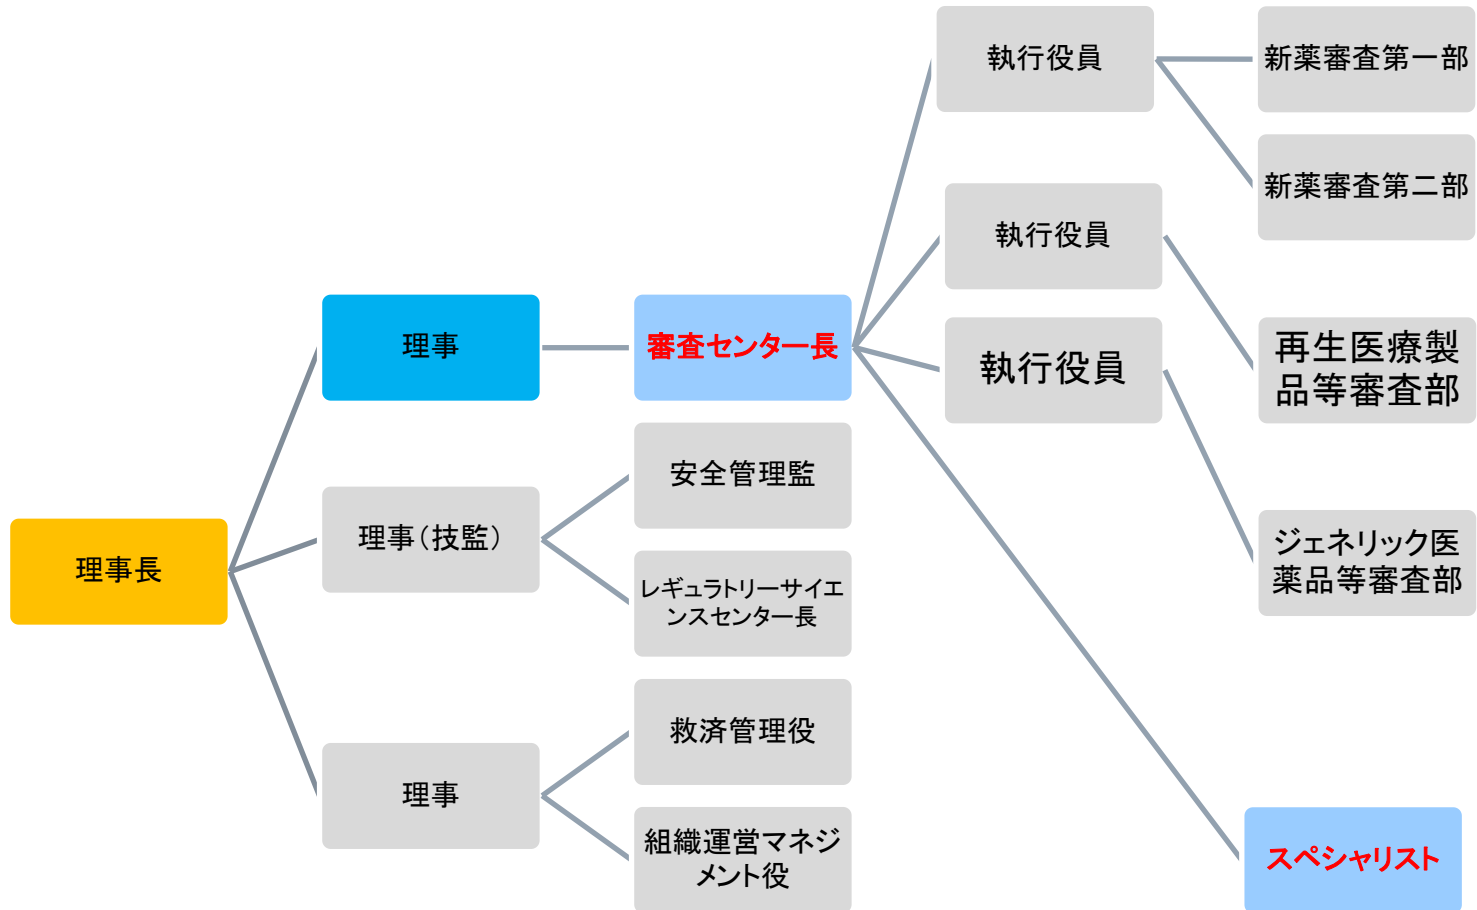 理事長
理事
理事（技監）
理事
審査センター長
安全管理監
レギュラトリーサイエ
ンスセンター長
救済管理役
組織運営マネジ
メント役
執行役員
執行役員
執行役員
新薬審査第一部
新薬審査第二部
再生医療製
品等審査部
ジェネリック医
薬品等審査部
スペシャリスト